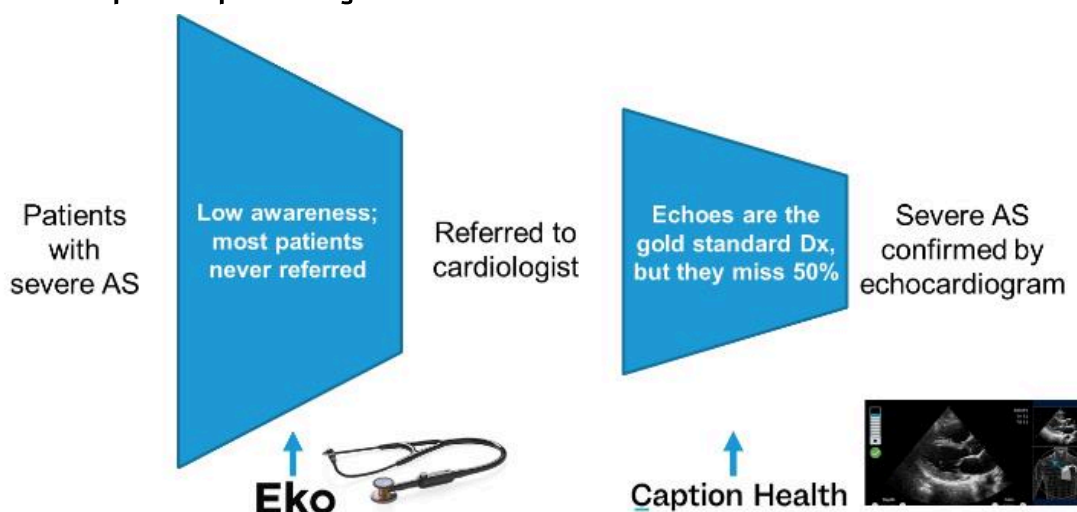 Patients
with
severe AS
Low awareness;
most patients
never referred
Referred to
cardiologist
Echoes are the
gold standard Dx,
but they miss 50%
Severe AS
confirmed by
echocardiogram
Eko
Caption Health